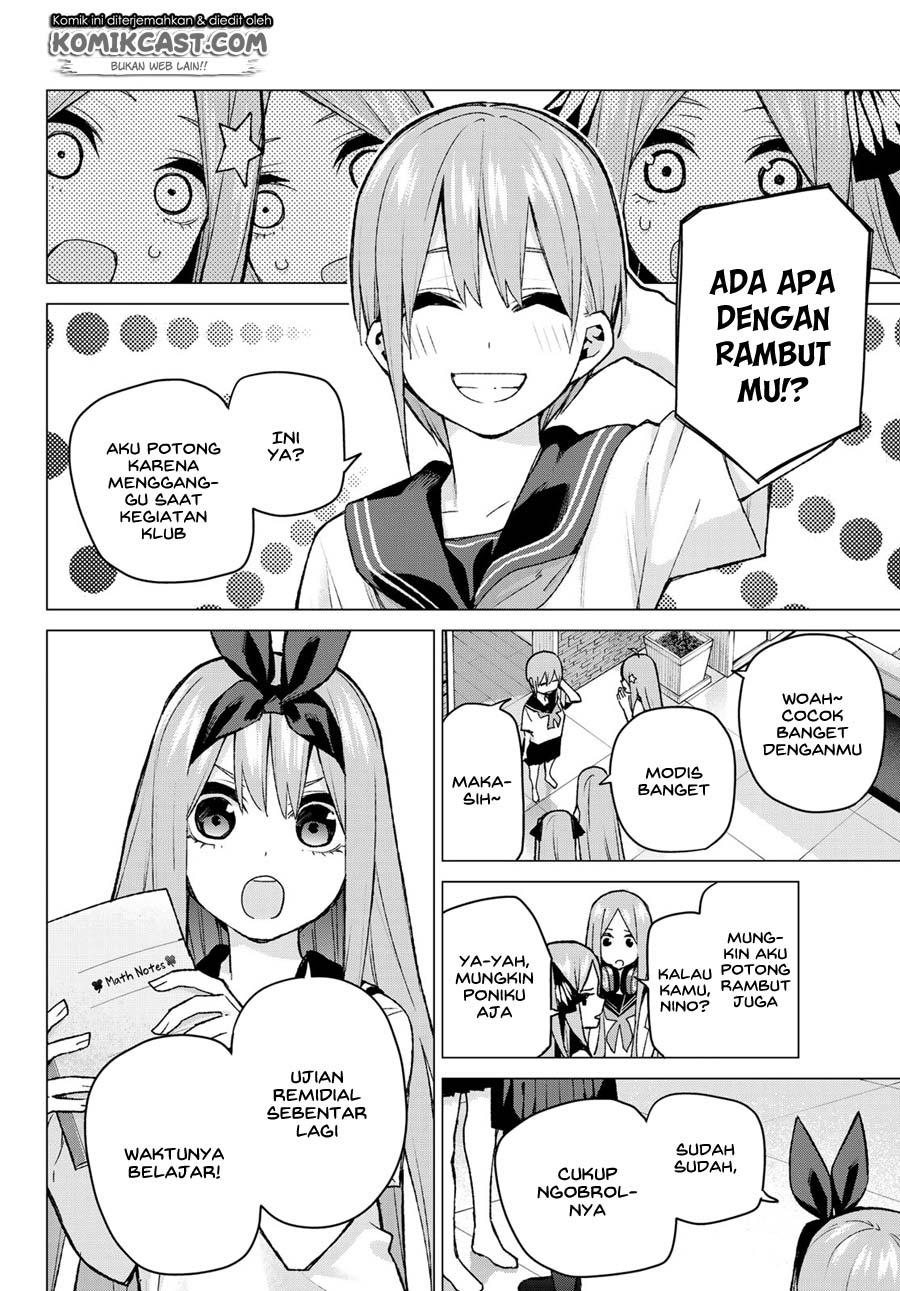 Komik ini diterjemahkan & diedit oleh
KOMIKCAST.COM
BUKAN WEB LAIN!!
ADA APA
DENGAN
RAMBUT
MU!?
INI
YA?
AKU POTONG
KARENA
MENGGANG-
GU SAAT
KEGIATAN
KLUB
WOAH~
COCOK
BANGET
DENGANMU
MODIS
BANGET
MAKA-
SIH~
MUNG-
KIN AKU
POTONG
RAMBUT
JUGA
KALAU
KAMU,
NINO?
YA-YAH,
MUNGKIN
PONIKU
AJA
SUDAH
SUDAH,
CUKUP
NGOBROL-
NYA
Math Notes
UJIAN
REMIDIAL
SEBENTAR
LAGI
WAKTUNYA
BELAJAR!